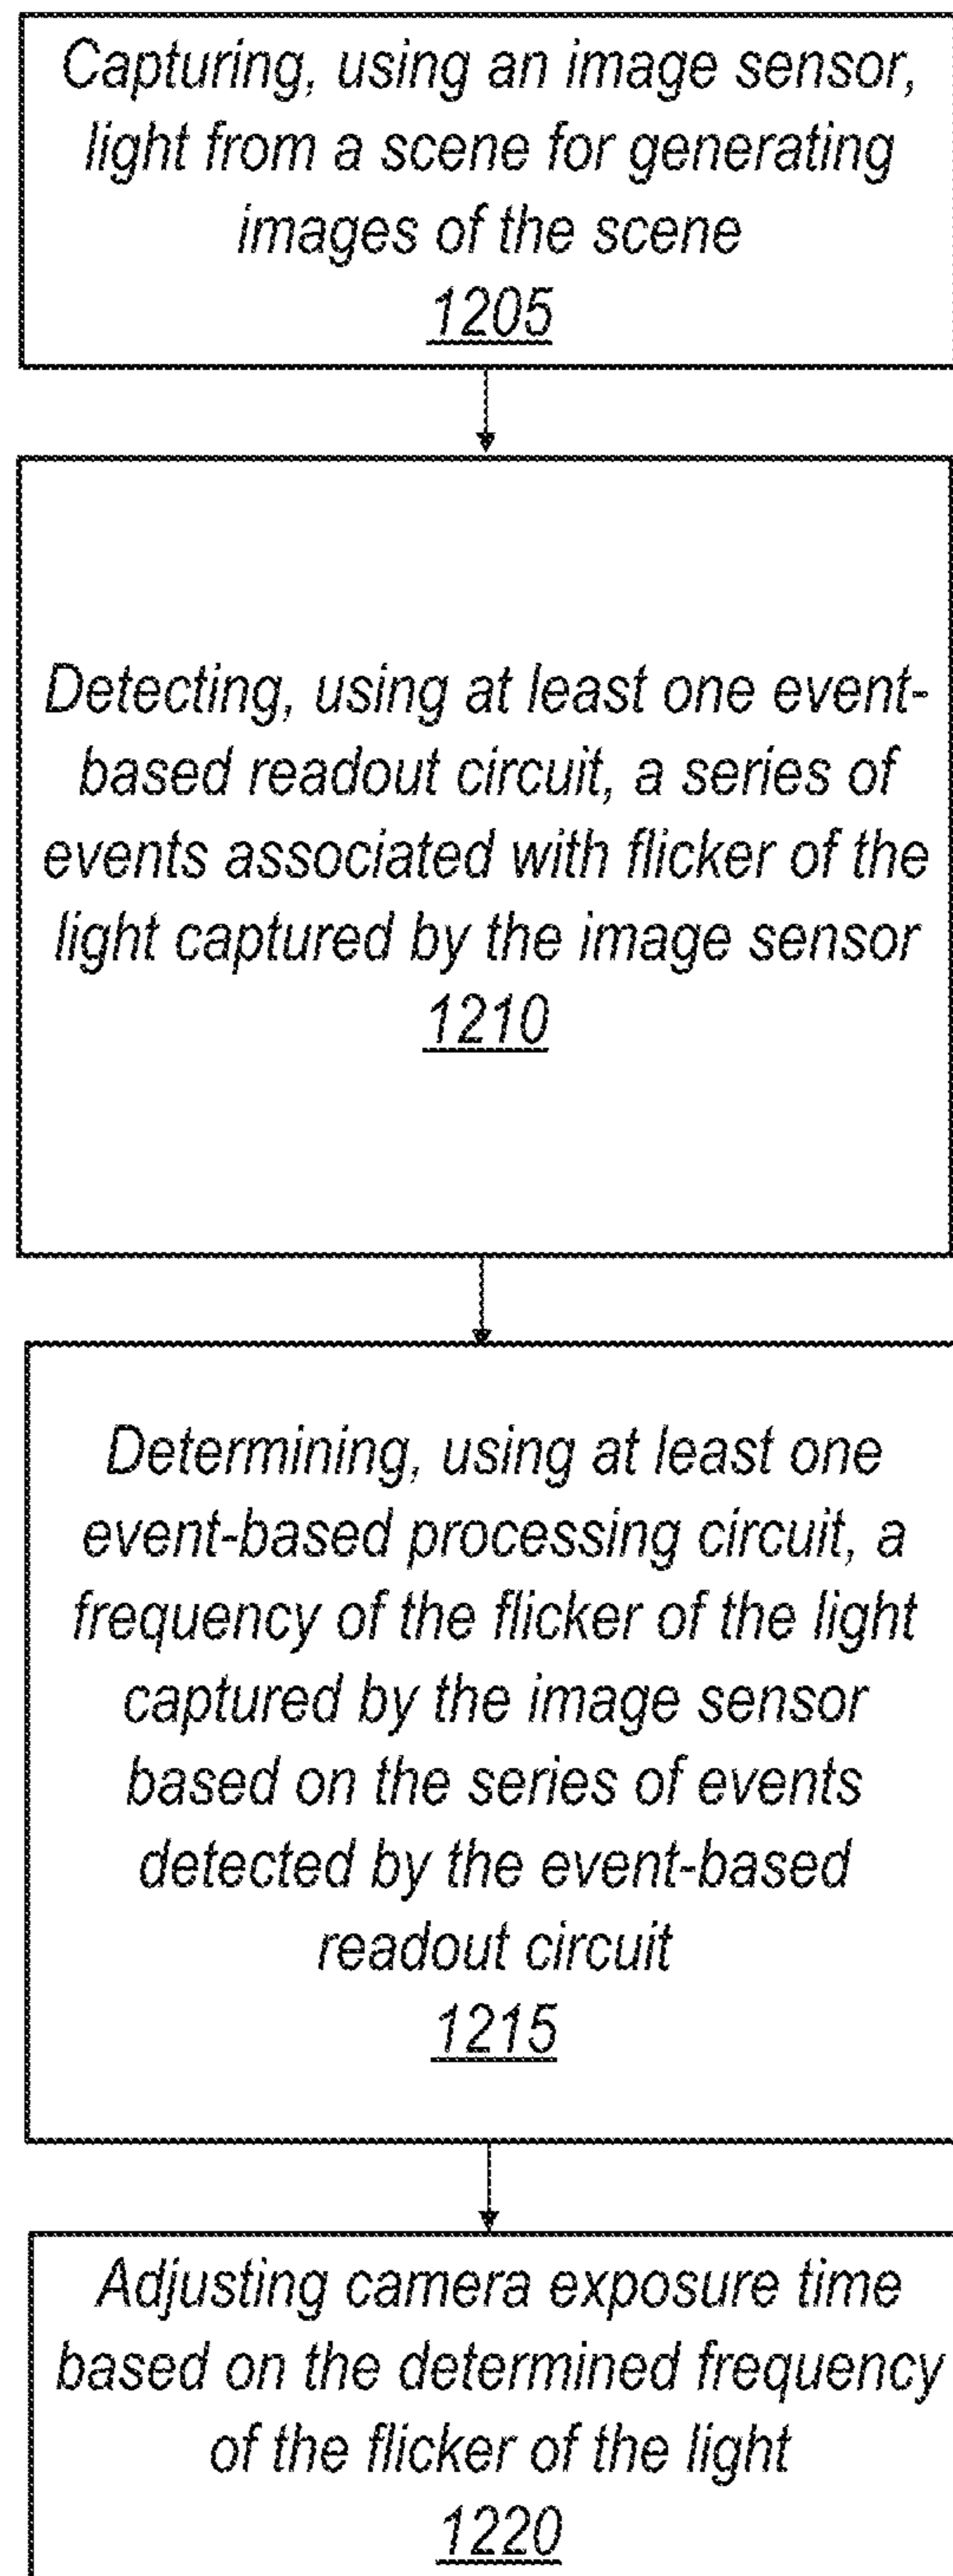 Capturing, using an image sensor,
light from a scene for generating
images of the scene
1205
Detecting, using at least one event-
based readout circuit, a series of
events associated with flicker of the
light captured by the image sensor
1210
Determining, using at least one
event-based processing circuit, a
frequency of the flicker of the light
captured by the image sensor
based on the series of events
detected by the event-based
readout circuit
1215
Adjusting camera exposure time
based on the determined frequency
of the flicker of the light
1220